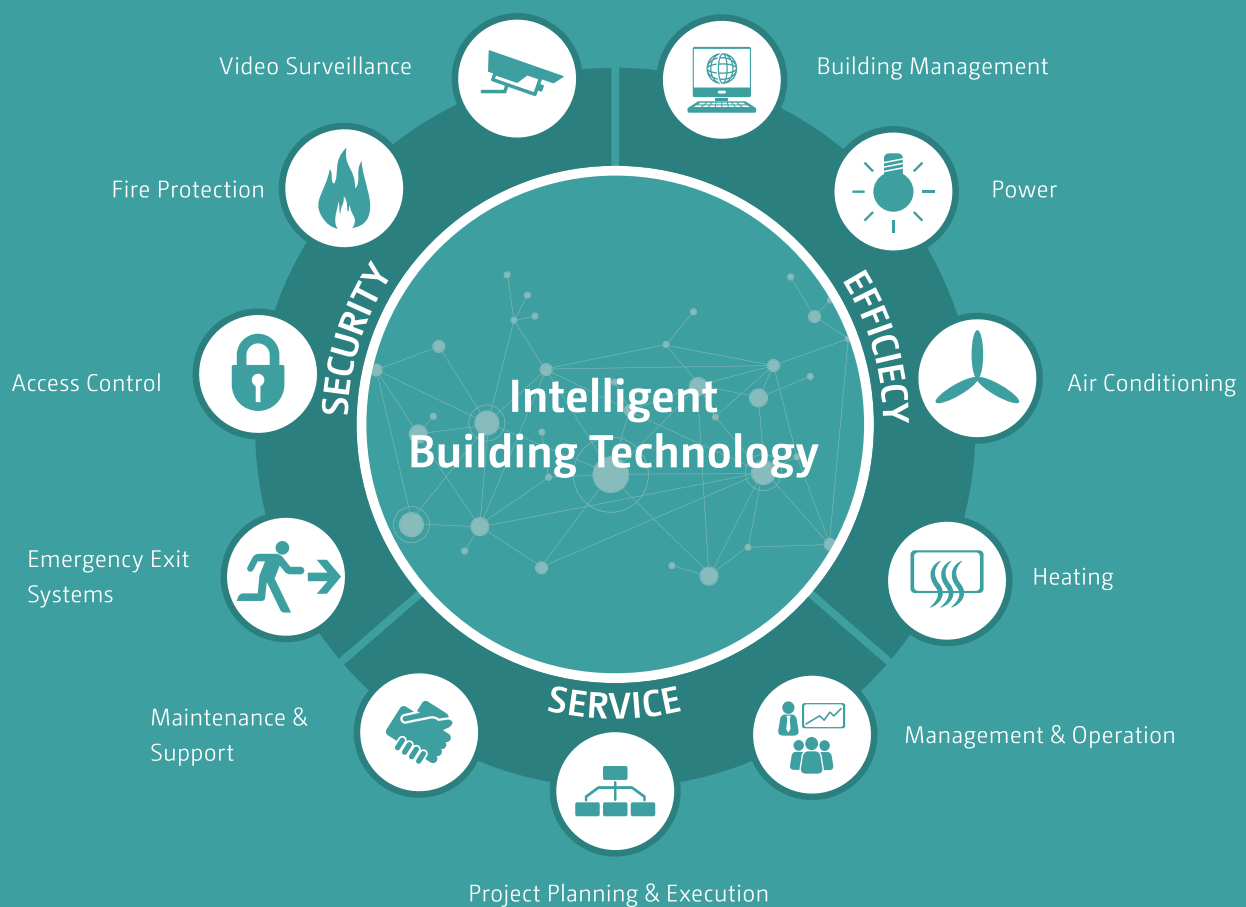 Video Surveillance
Building Management
Fire Protection
Power
SECURITY
EFFICIECY
Access Control
Air Conditioning
Intelligent
Building Technology
Emergency Exit
Systems
Heating
SERVICE
Maintenance &
Support
Management & Operation
Project Planning & Execution